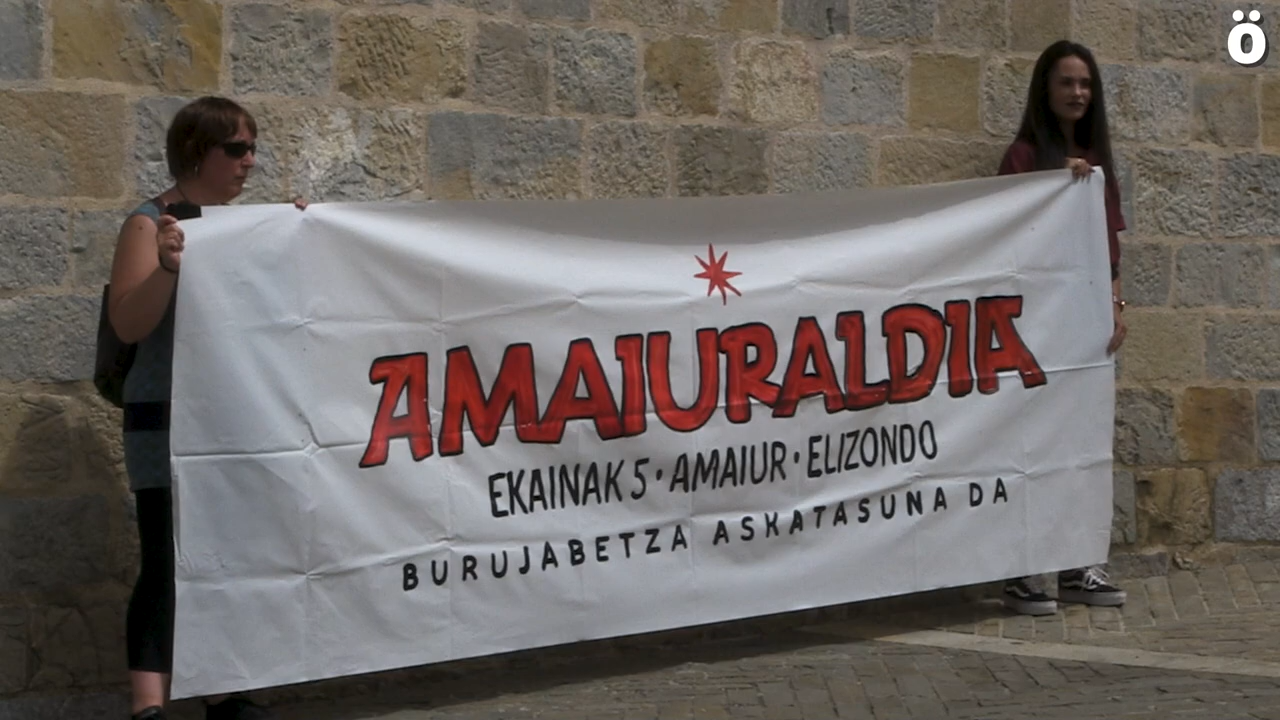 ö
AMAIURALDIA
EKAINAK 5 · AMAIUR · ELIZONDO
BURUJABETZA ASKATASUNA DA